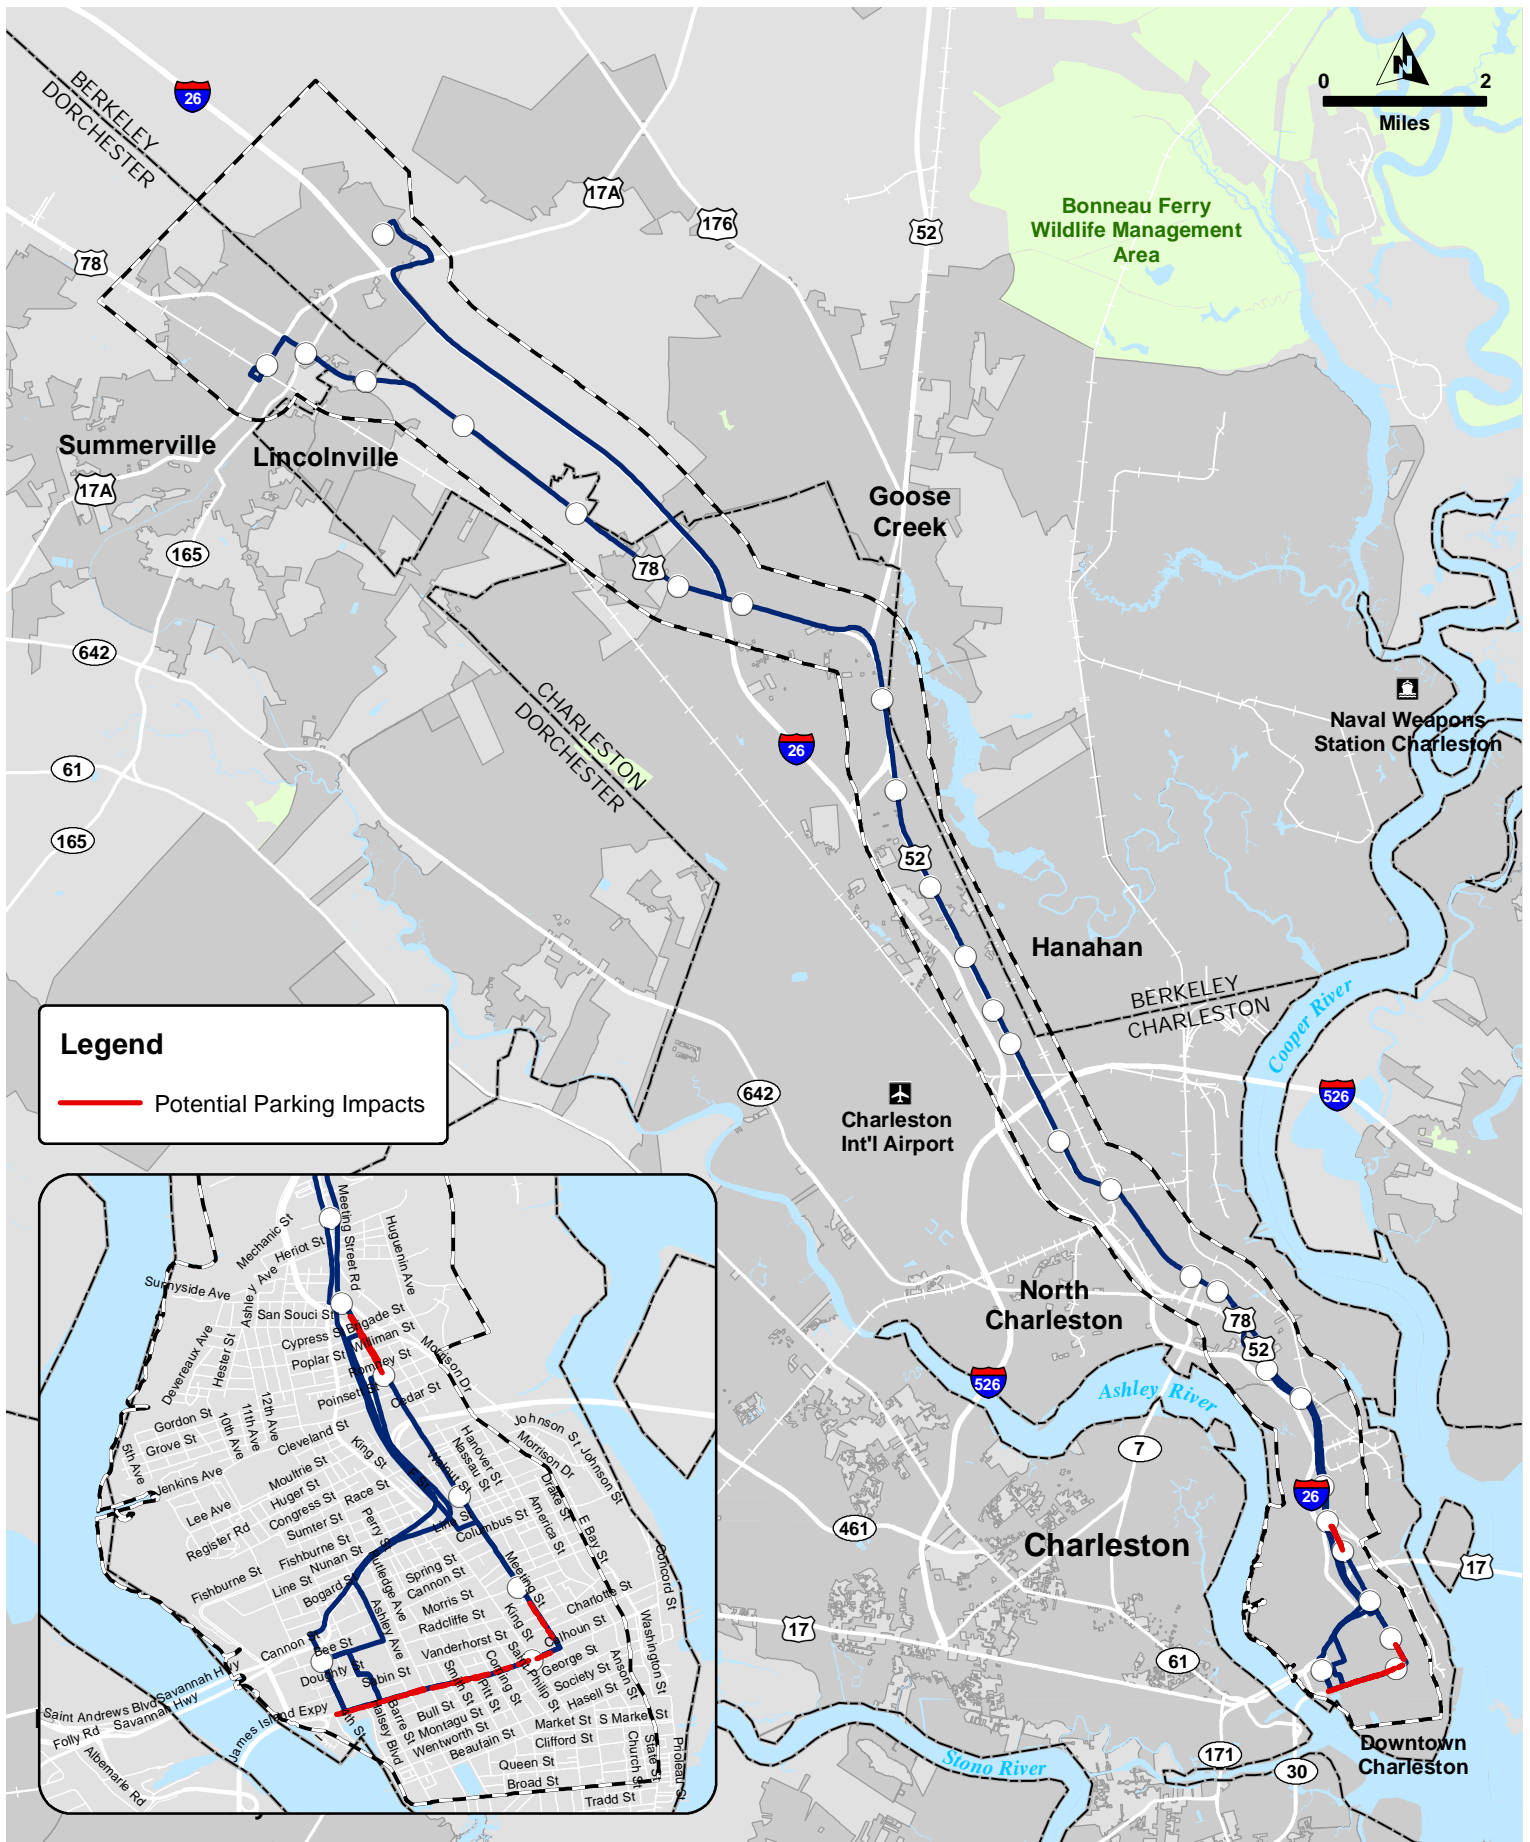 N
0 2
Miles
BERKELEY
DORCHESTER
26
17A
176
52
78
Bonneau Ferry
Wildlife Management
Area
Summerville
Lincolnville
17A
165
Goose
Creek
78
642
61
165
CHARLESTON
DORCHESTER
26
52
Naval Weapons
Station Charleston
Hanahan
BERKELEY
CHARLESTON
Cooper River
Legend
Potential Parking Impacts
642
Charleston
Int'l Airport
526
North
Charleston
78
52
526
Ashley River
7
26
461
Charleston
17
17
61
Downtown
Charleston
171
30
Stono River
Meeting Street Rd
Huguenin Ave
Mechanic St
Heriot St
Sunnyside Ave
Ashley Ave
San Souci St
Brigade St
Cypress S
Williman St
Poplar St
Romney St
Morrison Dr
Devereaux Ave
Hester St
Poinsett St
Cedar St
12th Ave
11th Ave
10th Ave
Gordon St
Grove St
5th Ave
Cleveland St
King St
Hanover St
Nassau St
Walnut St
Johnson St
Johnson St
Morrison Dr
Drake St
Jenkins Ave
Moultrie St
Huger St
Race St
Congress St
Lee Ave
Sumter St
Register Rd
Perry St
F St
Line S
Columbus St
America St
E Bay St
Concord St
Fishburne St
Nunan St
Fishburne St
Line St
Bogard St
Rutledge Ave
Spring St
Cannon St
Meeting St
Morris St
Radcliffe St
King St
Charlotte St
Ashley Ave
Vanderhorst St
Calhoun St
Washington St
Cannon St
Bee St
Doughty St
Sabin St
Smith St
Pitt St
Coming St
Saint Philip St
George St
Society St
Anson St
Hasell St
Savannah Hwy
Saint Andrews Blvd
Savannah Hwy
Folly Rd
James Island Expy
Albemarle Rd
4th St
Halsey Blvd
Barre St
Bull St
Montagu St
Wentworth St
Beaufain St
Market St
S Market St
Clifford St
Queen St
Broad St
Tradd St
Church St
State St
Prioleau St